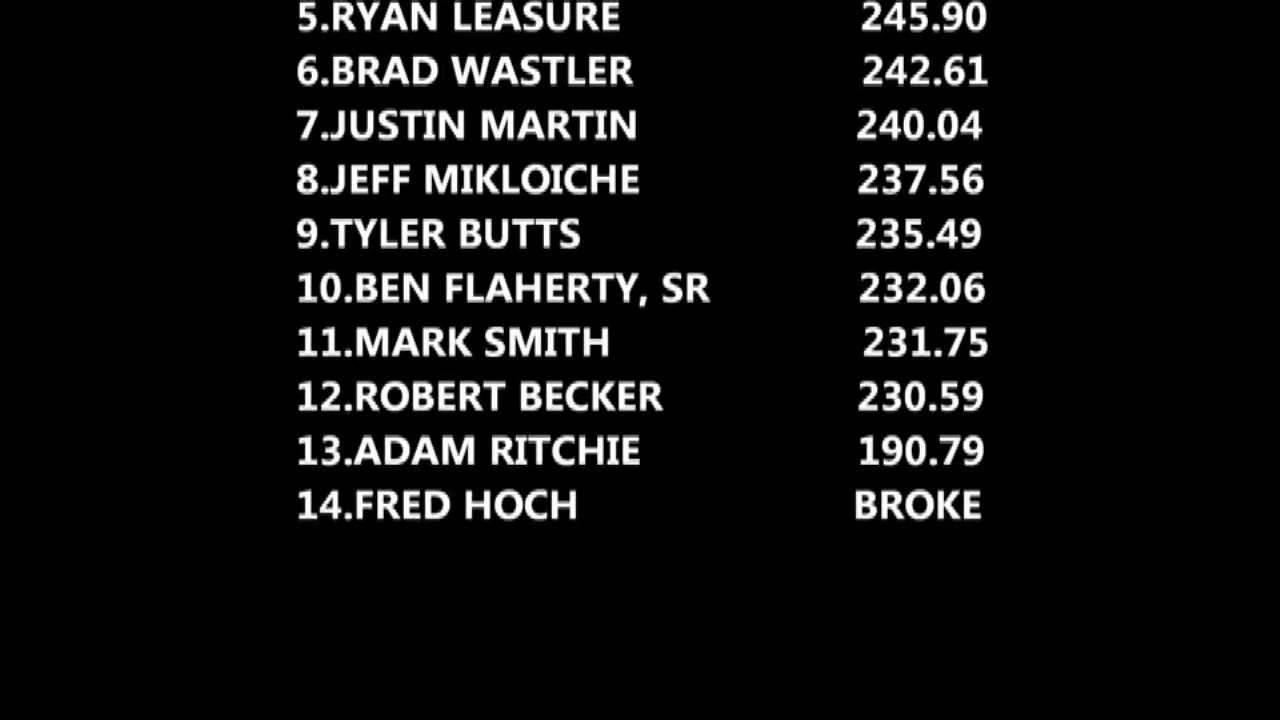 5.RYAN LEASURE 245.90
6.BRAD WASTLER 242.61
7.JUSTIN MARTIN 240.04
8.JEFF MIKLOICHE 237.56
9.TYLER BUTTS 235.49
10.BEN FLAHERTY, SR 232.06
11.MARK SMITH 231.75
12.ROBERT BECKER 230.59
13.ADAM RITCHIE 190.79
14.FRED HOCH BROKE